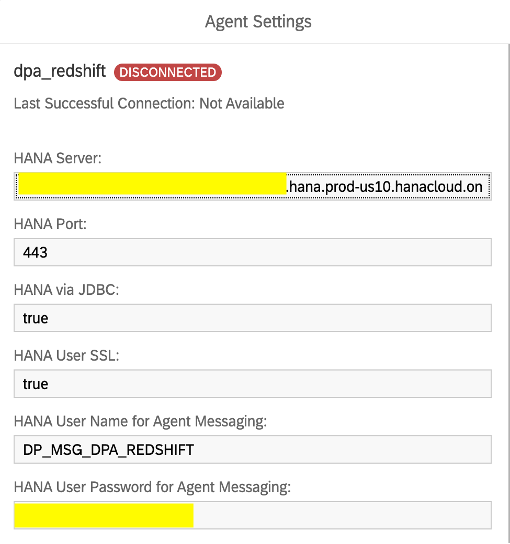 Agent Settings
dpa_redshift DISCONNECTED
Last Successful Connection: Not Available
HANA Server:
.hana.prod-us10.hanacloud.on
HANA Port:
443
HANA via JDBC:
true
HANA User SSL:
true
HANA User Name for Agent Messaging:
DP_MSG_DPA_REDSHIFT
HANA User Password for Agent Messaging: